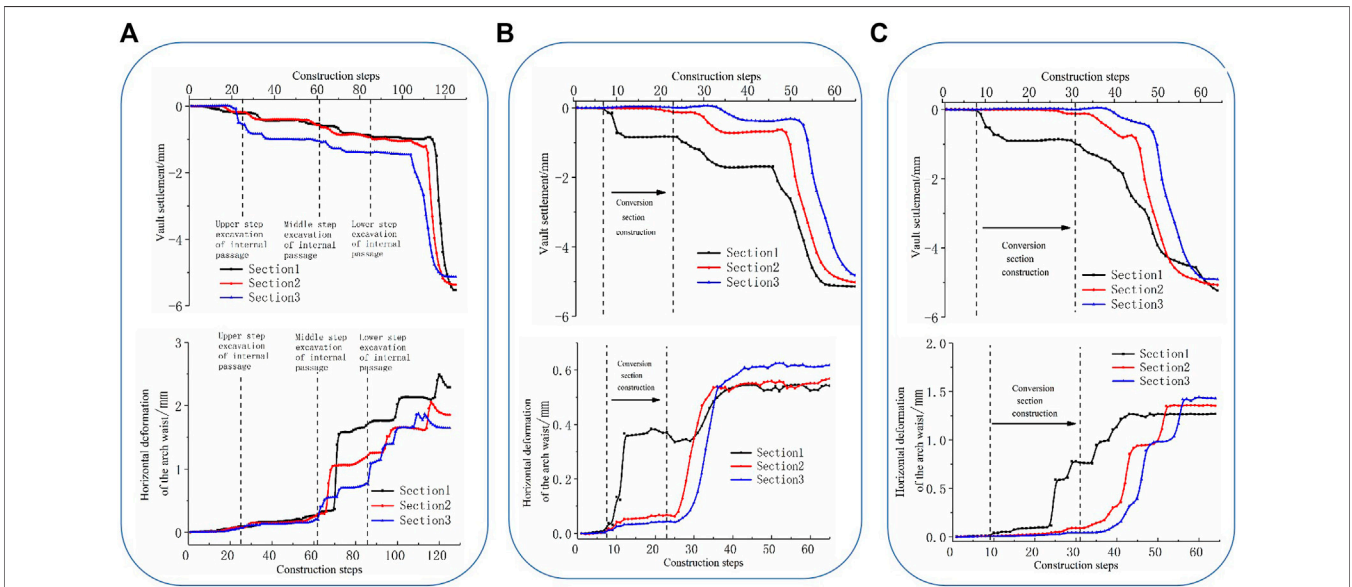 A
Construction steps
0 20 40 60 80 100 120
Vault settlement/mm
0
-2
-4
-6
Upper step
excavation
of internal
passage
Middle step
excavation
of internal
passage
Lower step
excavation
of internal
passage
Section1
Section2
Section3
Horizontal deformation
of the arch waist/mm
3
2
1
0
Upper step
excavation
of internal
passage
Middle step
excavation
of internal
passage
Lower step
excavation
of internal
passage
Section1
Section2
Section3
0 20 40 60 80 100 120
Construction steps
B
Construction steps
0 10 20 30 40 50 60
Vault settlement/mm
0
-2
-4
-6
Conversion
section
construction
Section1
Section2
Section3
Horizontal deformation
of the arch waist/mm
0.6
0.4
0.2
0.0
Conversion
section
construction
Section1
Section2
Section3
0 10 20 30 40 50 60
Construction steps
C
Construction steps
0 10 20 30 40 50 60
Vault settlement/mm
0
-2
-4
-6
Conversion
section
construction
Section1
Section2
Section3
Horizontal deformation
of the arch waist/mm
2.0
1.5
1.0
0.5
0.0
Conversion
section
construction
Section1
Section2
Section3
0 10 20 30 40 50 60
Construction steps